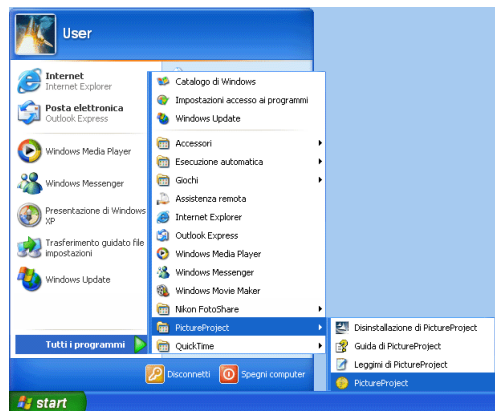 User
Internet
Internet Explorer
Posta elettronica
Outlook Express
Windows Media Player
Windows Messenger
Presentazione di Windows
XP
Trasferimento guidato file
impostazioni
Windows Update
Tutti i programmi
Catalogo di Windows
Impostazioni accesso ai programmi
Windows Update
Accessori
Esecuzione automatica
Giochi
Assistenza remota
Internet Explorer
Outlook Express
Windows Media Player
Windows Messenger
Windows Movie Maker
Nikon FotoShare
PictureProject
QuickTime
Disinstallazione di PictureProject
Guida di PictureProject
Leggimi di PictureProject
PictureProject
Disconnetti
Spegni computer
start